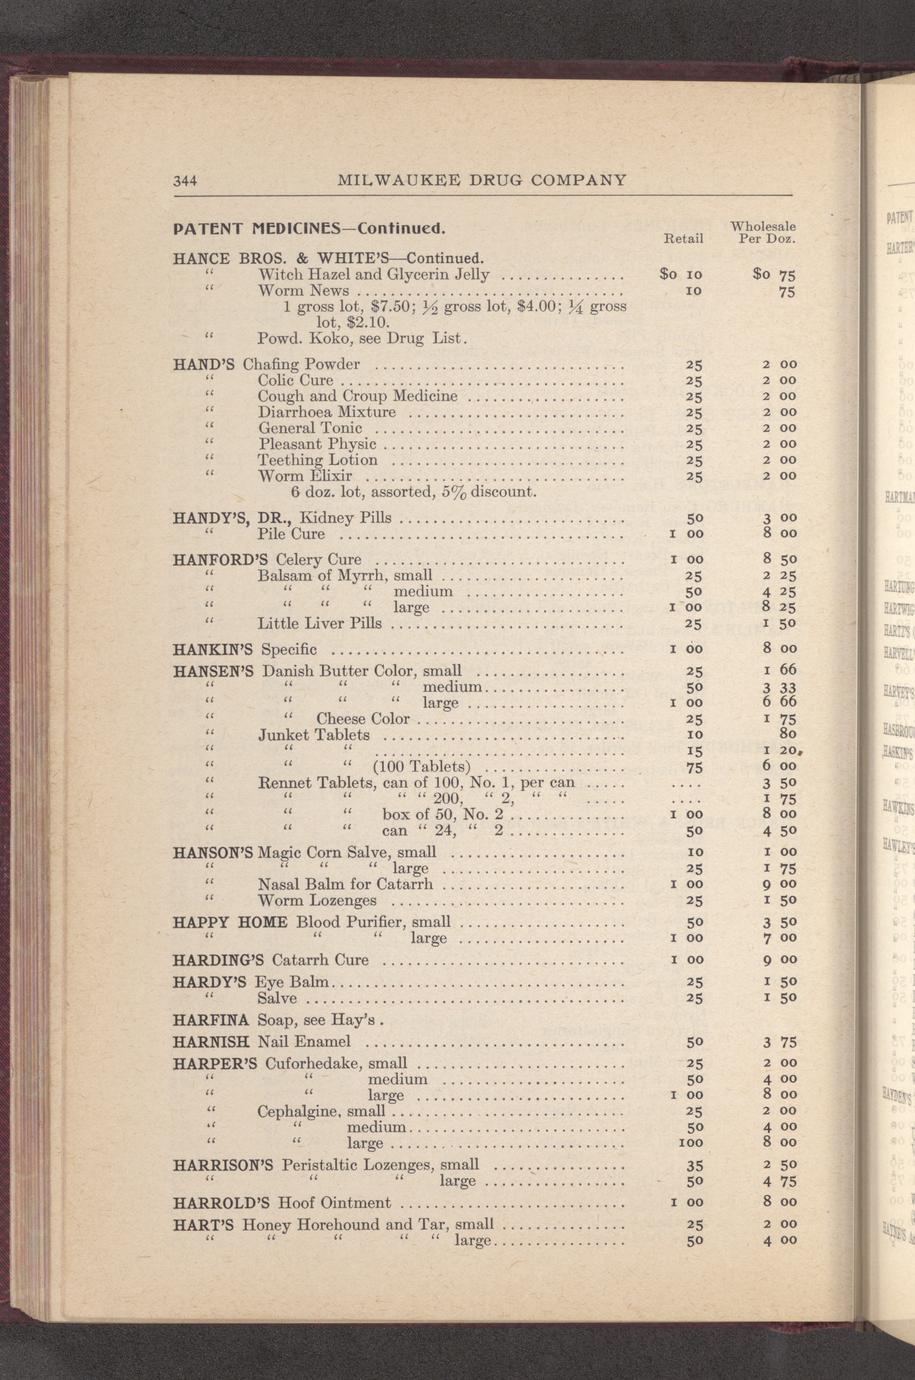 344 MILWAUKEE DRUG COMPANY
PATENT MEDICINES—Continued. Retail Wholesale Per Doz.
HANCE BROS. & WHITE'S—Continued.
“ Witch Hazel and Glycerin Jelly ............... $0 10 $0 75
“ Worm News ................................ 10 75
1 gross lot, $7.50; ½ gross lot, $4.00; ¼ gross
lot, $2.10.
“ Powd. Koko, see Drug List.
HAND'S Chafing Powder .............................. 25 2 00
“ Colic Cure .................................. 25 2 00
“ Cough and Croup Medicine ................... 25 2 00
“ Diarrhoea Mixture .......................... 25 2 00
“ General Tonic .............................. 25 2 00
“ Pleasant Physic ............................. 25 2 00
“ Teething Lotion ............................ 25 2 00
“ Worm Elixir ............................... 25 2 00
6 doz. lot, assorted, 5% discount.
HANDY'S, DR., Kidney Pills ........................... 50 3 00
“ Pile Cure .................................. 1 00 8 00
HANFORD'S Celery Cure ................................ 1 00 8 50
“ Balsam of Myrrh, small ...................... 25 2 25
“ “ “ “ medium ................... 50 4 25
“ “ “ “ large ...................... 1 00 8 25
“ Little Liver Pills ............................ 25 1 50
HANKIN'S Specific .................................... 1 00 8 00
HANSEN'S Danish Butter Color, small .................. 25 1 66
“ “ “ “ medium................. 50 3 33
“ “ “ “ large ................... 1 00 6 66
“ “ Cheese Color ......................... 25 1 75
“ Junket Tablets ............................. 10 80
“ “ “ .............................. 15 1 20
“ “ “ (100 Tablets) ................. 75 6 00
“ Rennet Tablets, can of 100, No. 1, per can ..... .... 3 50
“ “ “ “ “ 200, “ 2, “ “ ..... .... 1 75
“ “ “ box of 50, No. 2 .............. 1 00 8 00
“ “ “ can “ 24, “ 2 .............. 50 4 50
HANSON'S Magic Corn Salve, small ..................... 10 1 00
“ “ “ “ large ...................... 25 1 75
“ Nasal Balm for Catarrh ...................... 1 00 9 00
“ Worm Lozenges ............................ 25 1 50
HAPPY HOME Blood Purifier, small .................... 50 3 50
“ “ “ large .................... 1 00 7 00
HARDING'S Catarrh Cure ............................. 1 00 9 00
HARDY'S Eye Balm.................................... 25 1 50
“ Salve ...................................... 25 1 50
HARFINA Soap, see Hay's .
HARNISH Nail Enamel ............................... 50 3 75
HARPER'S Cuforhedake, small ......................... 25 2 00
“ “ medium ...................... 50 4 00
“ “ large ......................... 1 00 8 00
“ Cephalgine, small ............................ 25 2 00
“ “ medium.......................... 50 4 00
“ “ large ............................ 100 8 00
HARRISON'S Peristaltic Lozenges, small ................ 35 2 50
“ “ “ large ................. 50 4 75
HARROLD'S Hoof Ointment ........................... 1 00 8 00
HART'S Honey Horehound and Tar, small ............... 25 2 00
“ “ “ “ “ large................ 50 4 00